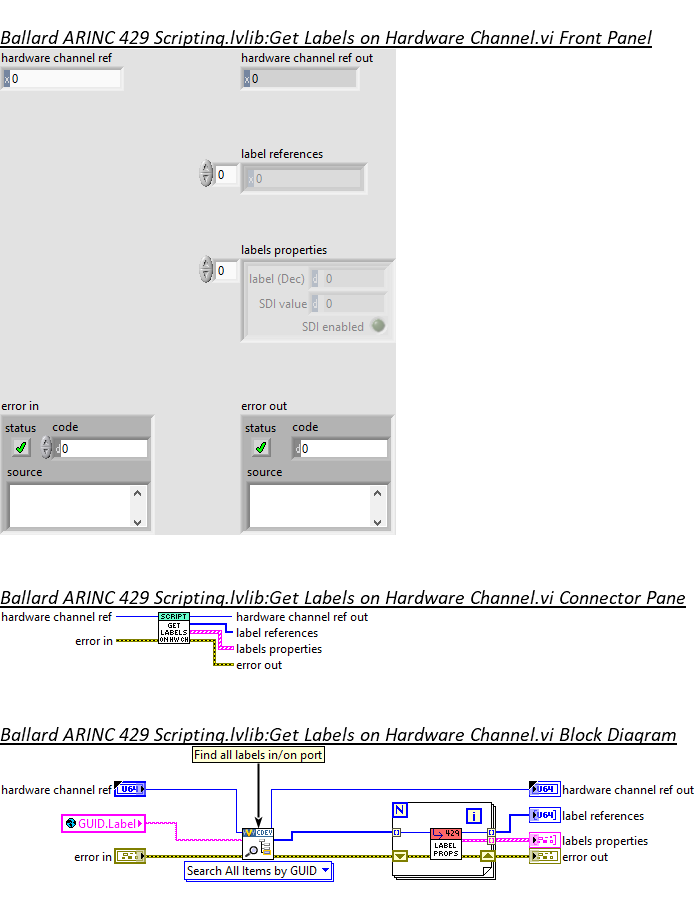 Ballard ARINC 429 Scripting.lvlib:Get Labels on Hardware Channel.vi Front Panel
hardware channel ref
hardware channel ref out
x 0
x 0
label references
0
x 0
labels properties
0
label (Dec) d 0
SDI value d 0
SDI enabled
error in
error out
status code
status code
d 0
d 0
source
source
Ballard ARINC 429 Scripting.lvlib:Get Labels on Hardware Channel.vi Connector Pane
hardware channel ref
SCRIPT
hardware channel ref out
GET
LABELS
ON HW CH
label references
error in
labels properties
error out
Ballard ARINC 429 Scripting.lvlib:Get Labels on Hardware Channel.vi Block Diagram
Find all labels in/on port
hardware channel ref
U64
U64
hardware channel ref out
N
i
U64
label references
GUID.Label
CDEV
429
LABEL
PROPS
labels properties
error in
error out
Search All Items by GUID